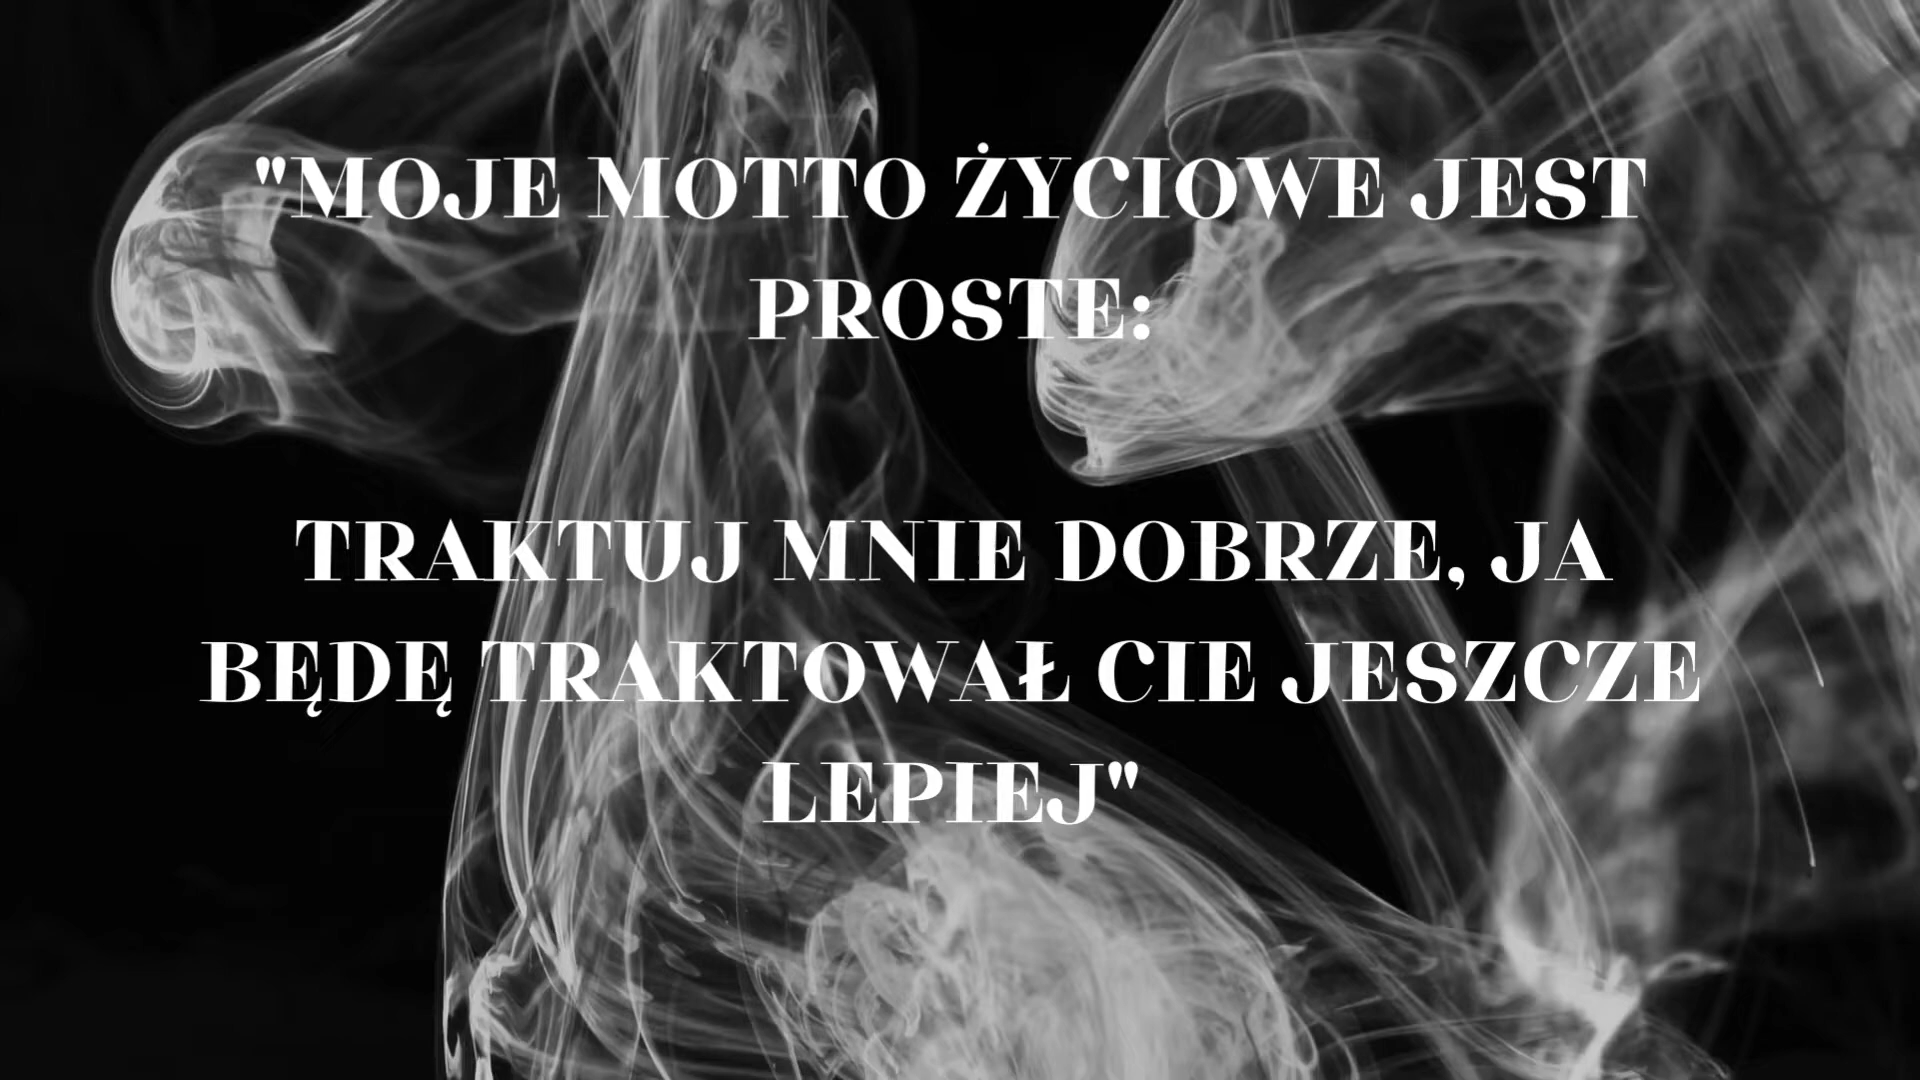 "MOJE MOTTO ŻYCIOWE JEST
PROSTE:
TRAKTUJ MNIE DOBRZE, JA
BĘDĘ TRAKTOWAŁ CIE JESZCZE
LEPIEJ"